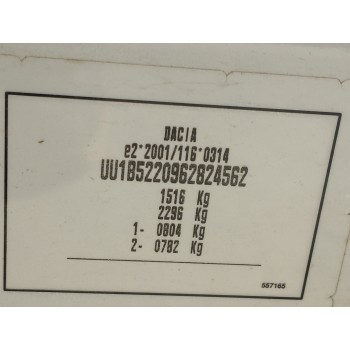 DACIA
e2*2001/116*0314
UU1B5220962824562
1516 Kg
2296 Kg
1- 0804 Kg
2- 0782 Kg
557165